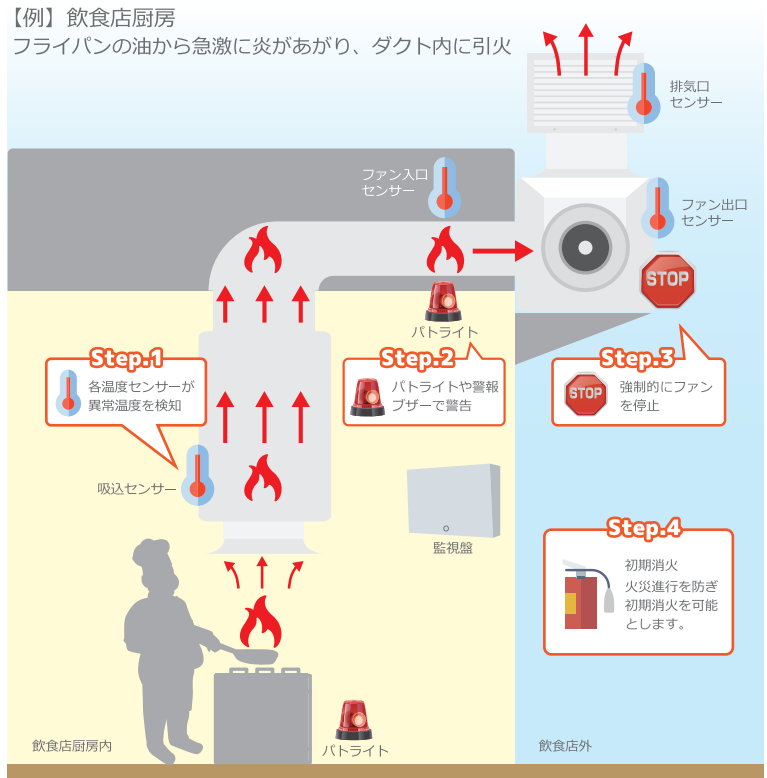 【例】飲食店厨房
フライパンの油から急激に炎があがり、ダクト内に引火
排気口
センサー
ファン入口
センサー
ファン出口
センサー
STOP
パトライト
Step.1
各温度センサーが
異常温度を検知
Step.2
パトライトや警報
ブザーで警告
Step.3
STOP
強制的にファン
を停止
吸込センサー
監視盤
Step.4
初期消火
火災進行を防ぎ
初期消火を可能
とします。
パトライト
飲食店厨房内
飲食店外